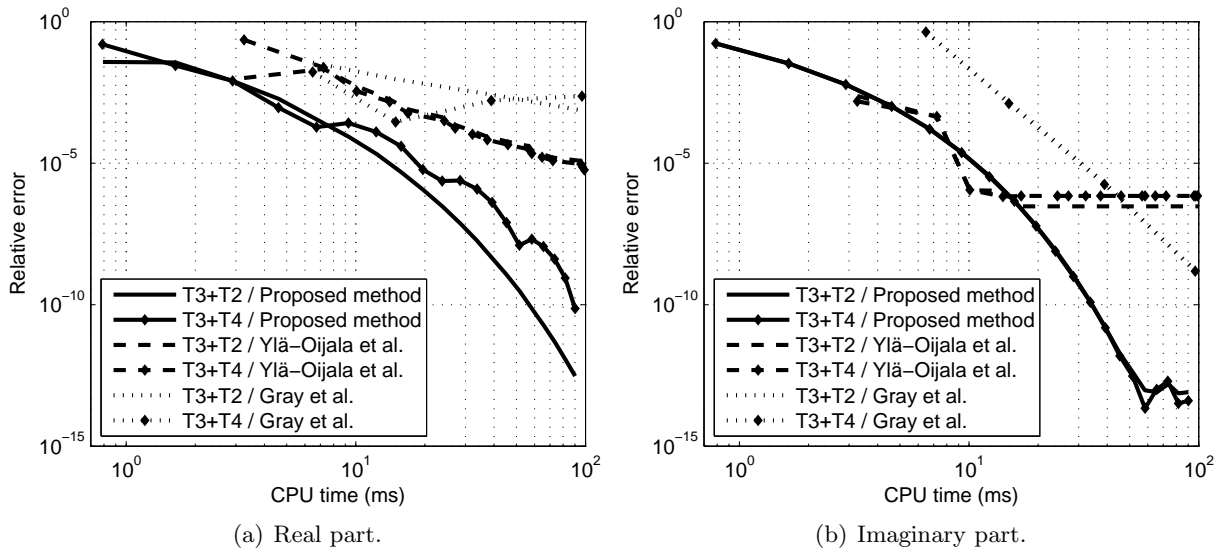 10^0
10^-5
10^-10
10^-15
Relative error
T3+T2 / Proposed method
T3+T4 / Proposed method
T3+T2 / Ylä−Oijala et al.
T3+T4 / Ylä−Oijala et al.
T3+T2 / Gray et al.
T3+T4 / Gray et al.
10^0 10^1 10^2
CPU time (ms)
(a) Real part.
10^0
10^-5
10^-10
10^-15
Relative error
T3+T2 / Proposed method
T3+T4 / Proposed method
T3+T2 / Ylä−Oijala et al.
T3+T4 / Ylä−Oijala et al.
T3+T2 / Gray et al.
T3+T4 / Gray et al.
10^0 10^1 10^2
CPU time (ms)
(b) Imaginary part.